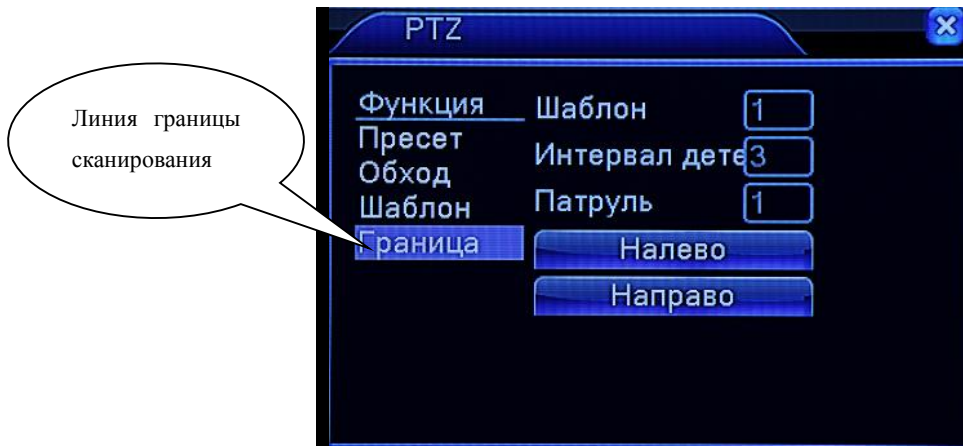 PTZ
Линия границы
сканирования
Функция
Пресет
Обход
Шаблон
Граница
Шаблон 1
Интервал дете 3
Патруль 1
Налево
Направо